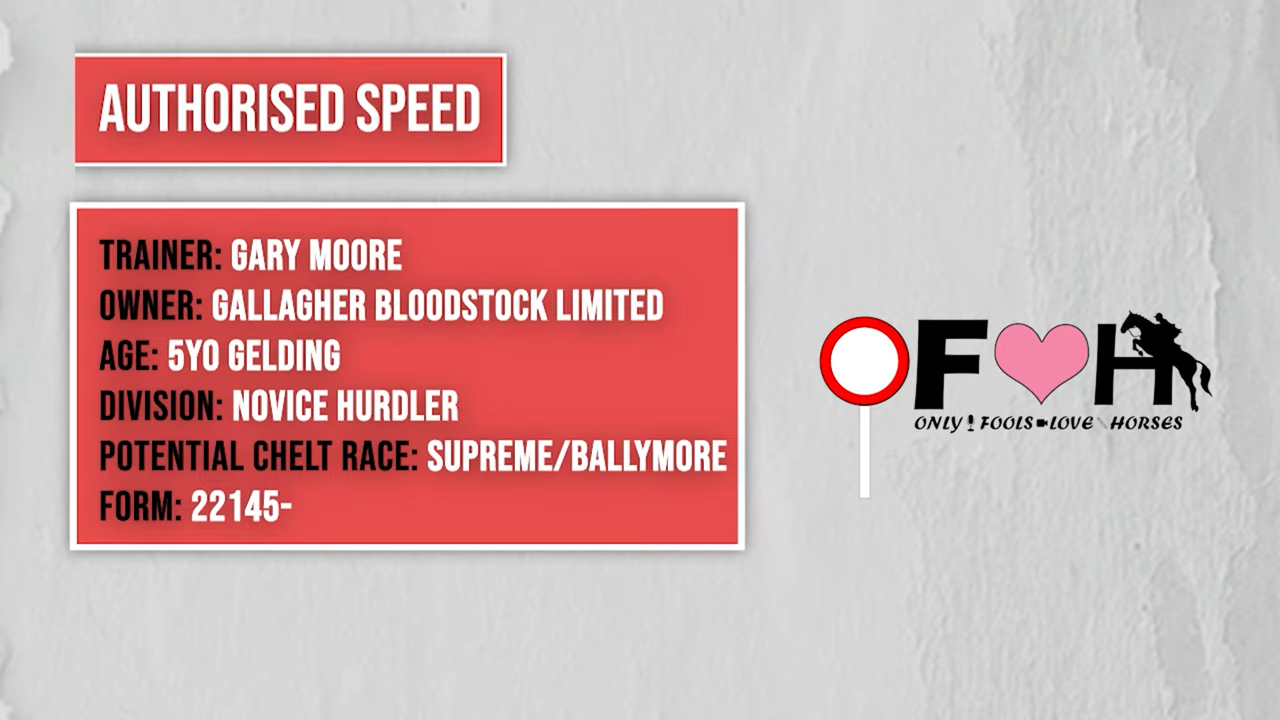 AUTHORISED SPEED
TRAINER: GARY MOORE
OWNER: GALLAGHER BLOODSTOCK LIMITED
AGE: 5YO GELDING
DIVISION: NOVICE HURDLER
POTENTIAL CHELT RACE: SUPREME/BALLYMORE
FORM: 22145-
OF H
ONLY FOOLS LOVE HORSES